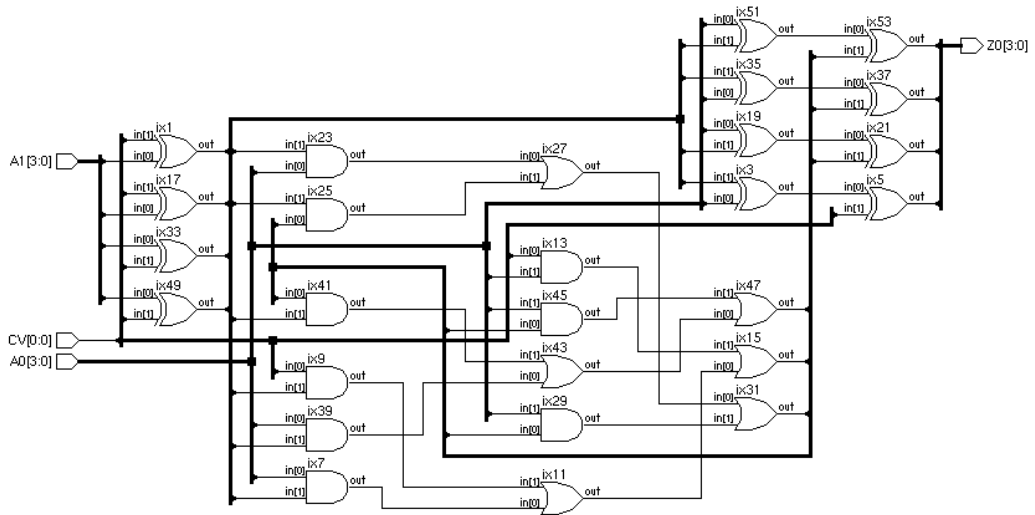 ix51
in[0] out
in[1]
ix53
in[0] out
in[1]
Z0[3:0]
ix35
in[1] out
in[0]
ix37
in[0] out
in[1]
ix1
in[1] out
in[0]
ix23
in[1] out
in[0]
ix19
in[0] out
in[1]
ix21
in[0] out
in[1]
A1[3:0]
ix27
in[0] out
in[1]
ix17
in[1] out
in[0]
ix25
in[1] out
in[0]
ix3
in[1] out
in[0]
ix5
in[0] out
in[1]
ix33
in[0] out
in[1]
ix13
in[0] out
in[1]
ix49
in[0] out
in[1]
ix41
in[0] out
in[1]
ix45
in[1] out
in[0]
ix47
in[1] out
in[0]
CV[0:0]
A0[3:0]
ix9
in[0] out
in[1]
ix43
in[1] out
in[0]
ix15
in[1] out
in[0]
ix39
in[0] out
in[1]
ix29
in[1] out
in[0]
ix31
in[0] out
in[1]
ix7
in[0] out
in[1]
ix11
in[1] out
in[0]